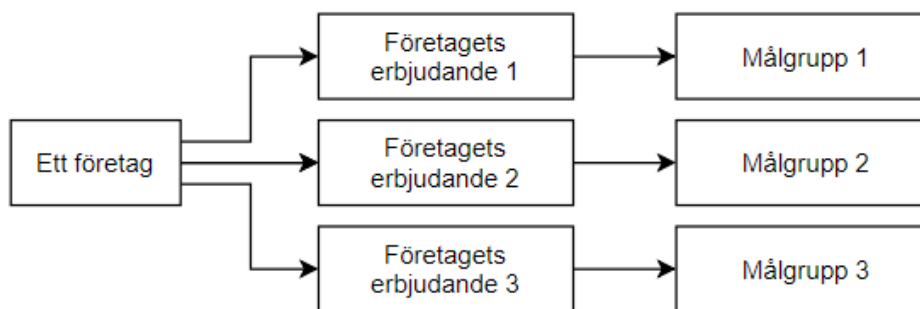 Företagets
erbjudande 1
Målgrupp 1
Ett företag
Företagets
erbjudande 2
Målgrupp 2
Företagets
erbjudande 3
Målgrupp 3